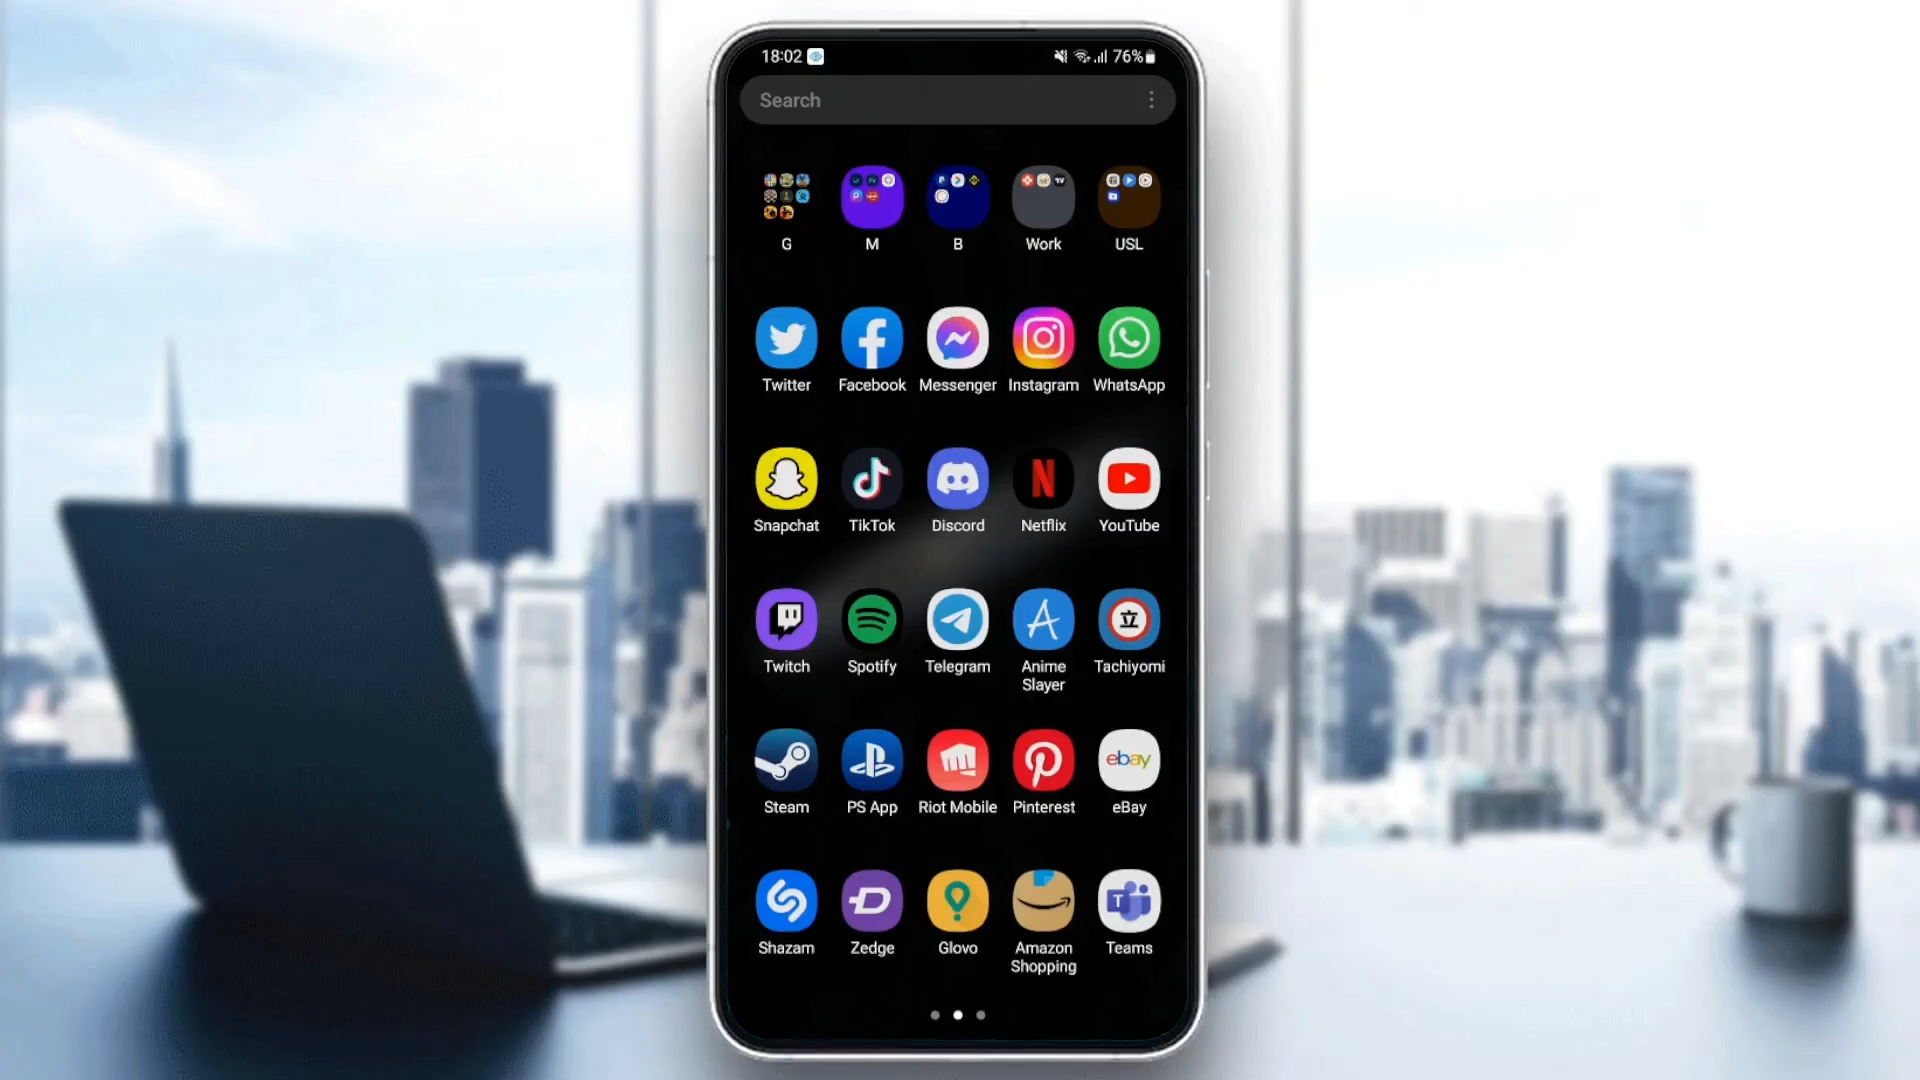 18:02 76%
Search
G M B Work USL
Twitter Facebook Messenger Instagram WhatsApp
Snapchat TikTok Discord Netflix YouTube
Twitch Spotify Telegram Anime Slayer Tachiyomi
Steam PS App Riot Mobile Pinterest ebay eBay
Shazam Zedge Glovo Amazon Shopping Teams